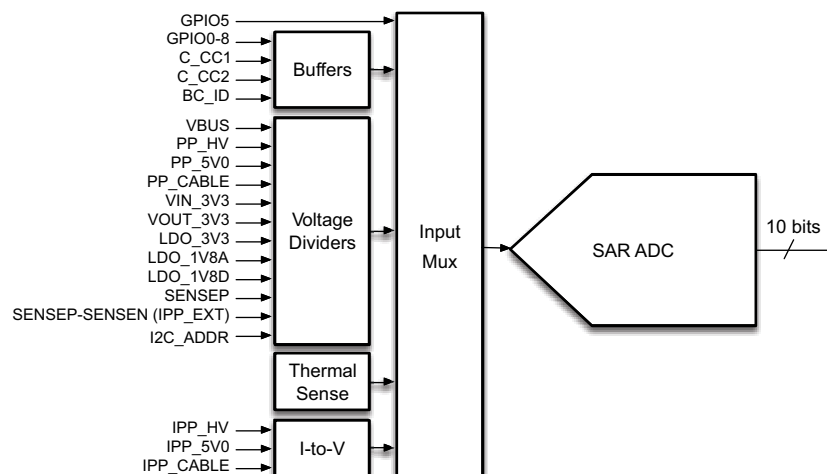 GPIO5
GPIO0-8
C_CC1
C_CC2
BC_ID
Buffers
VBUS
PP_HV
PP_5V0
PP_CABLE
VIN_3V3
VOUT_3V3
LDO_3V3
LDO_1V8A
LDO_1V8D
SENSEP
SENSEP-SENSEN (IPP_EXT)
I2C_ADDR
Voltage
Dividers
Thermal
Sense
IPP_HV
IPP_5V0
IPP_CABLE
I-to-V
Input
Mux
SAR ADC
10 bits